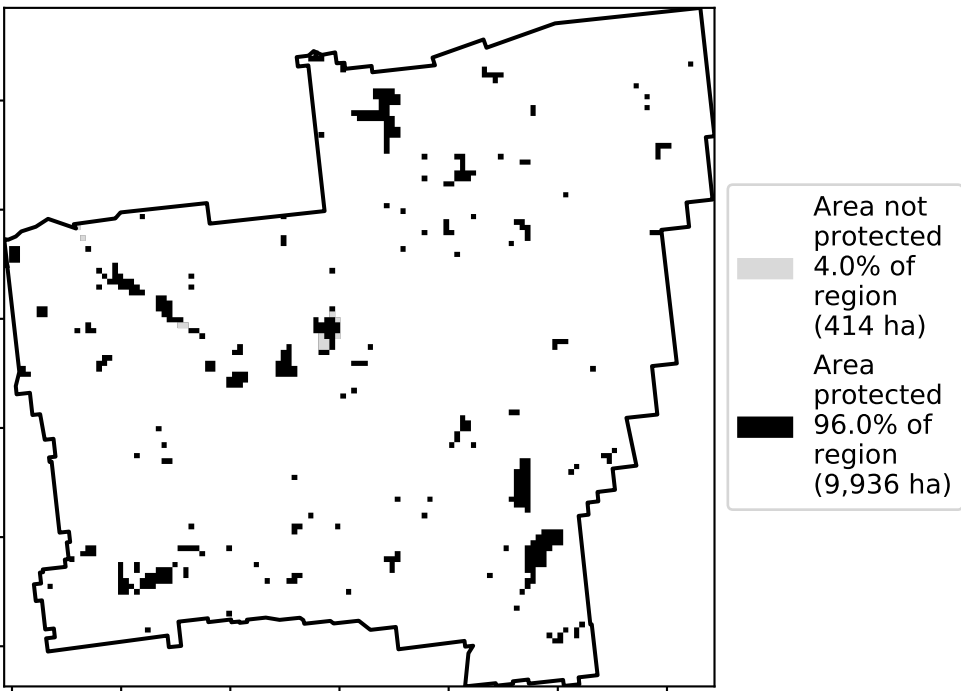 Area not
protected
4.0% of
region
(414 ha)
Area
protected
96.0% of
region
(9,936 ha)